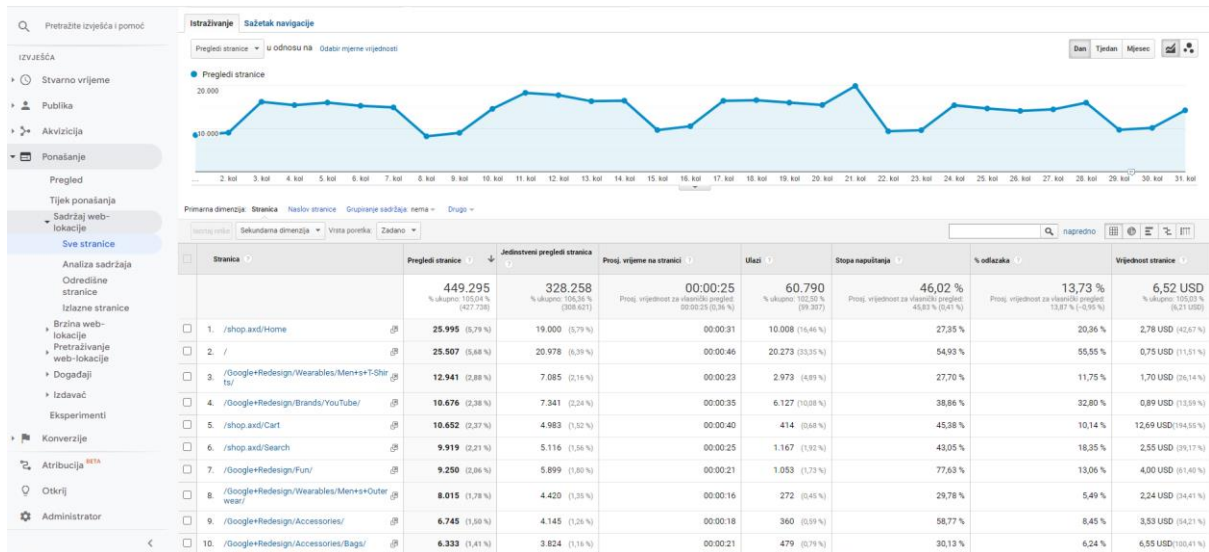 Pretražite izvješća i pomoć
IZVJEŠĆA
Stvarno vrijeme
Publika
Akvizicija
Ponašanje
Pregled
Tijek ponašanja
Sadržaj web-
lokacije
Sve stranice
Analiza sadržaja
Odredišne
stranice
Izlazne stranice
Brzina web-
lokacije
Pretraživanje
web-lokacije
Događaji
Izdavač
Eksperimenti
Konverzije
Atribucija BETA
Otkrij
Administrator
Istraživanje Sažetak navigacije
Pregledi stranice u odnosu na Odabir mjerne vrijednosti Dan Tjedan Mjesec
Pregledi stranice
20.000
10.000
... 2. kol 3. kol 4. kol 5. kol 6. kol 7. kol 8. kol 9. kol 10. kol 11. kol 12. kol 13. kol 14. kol 15. kol 16. kol 17. kol 18. kol 19. kol 20. kol 21. kol 22. kol 23. kol 24. kol 25. kol 26. kol 27. kol 28. kol 29. kol 30. kol 31. kol
Primarna dimenzija: Stranica Naslov stranice Grupiranje sadržaja: nema Drugo
Sekundarna dimenzija Vrsta poretka: Zadano napredno
Stranica Pregledi stranice Jedinstveni pregledi stranica Prosj. vrijeme na stranici Ulazi Stopa napuštanja % odlazaka Vrijednost stranice
449.295 328.258 00:00:25 60.790 46,02 % 13,73 % 6,52 USD
% ukupno: 105,04 % % ukupno: 106,36 % Prosj. vrijednost za vlasnički pregled: % ukupno: 102,50 % Prosj. vrijednost za vlasnički pregled: Prosj. vrijednost za vlasnički pregled: % ukupno: 105,03 %
(427.738) (308.621) 00:00:25 (0,36 %) (59.307) 45,83 % (0,41 %) 13,87 % (-0,95 %) (6,21 USD)
1. /shop.axd/Home 25.995 (5,79 %) 19.000 (5,79 %) 00:00:31 10.008 (16,46 %) 27,35 % 20,36 % 2,78 USD (42,67 %)
2. / 25.507 (5,68 %) 20.978 (6,39 %) 00:00:46 20.273 (33,35 %) 54,93 % 55,55 % 0,75 USD (11,51 %)
3. /Google+Redesign/Wearables/Men+s+T-Shir
ts/ 12.941 (2,88 %) 7.085 (2,16 %) 00:00:23 2.973 (4,89 %) 27,70 % 11,75 % 1,70 USD (26,14 %)
4. /Google+Redesign/Brands/YouTube/ 10.676 (2,38 %) 7.341 (2,24 %) 00:00:35 6.127 (10,08 %) 38,86 % 32,80 % 0,89 USD (13,59 %)
5. /shop.axd/Cart 10.652 (2,37 %) 4.983 (1,52 %) 00:00:40 414 (0,68 %) 45,38 % 10,14 % 12,69 USD(194,55 %)
6. /shop.axd/Search 9.919 (2,21 %) 5.116 (1,56 %) 00:00:25 1.167 (1,92 %) 43,05 % 18,35 % 2,55 USD (39,17 %)
7. /Google+Redesign/Fun/ 9.250 (2,06 %) 5.899 (1,80 %) 00:00:21 1.053 (1,73 %) 77,63 % 13,06 % 4,00 USD (61,40 %)
8. /Google+Redesign/Wearables/Men+s+Outer
wear/ 8.015 (1,78 %) 4.420 (1,35 %) 00:00:16 272 (0,45 %) 29,78 % 5,49 % 2,24 USD (34,41 %)
9. /Google+Redesign/Accessories/ 6.745 (1,50 %) 4.145 (1,26 %) 00:00:18 360 (0,59 %) 58,77 % 8,45 % 3,53 USD (54,21 %)
10. /Google+Redesign/Accessories/Bags/ 6.333 (1,41 %) 3.824 (1,16 %) 00:00:21 479 (0,79 %) 30,13 % 6,24 % 6,55 USD(100,41 %)